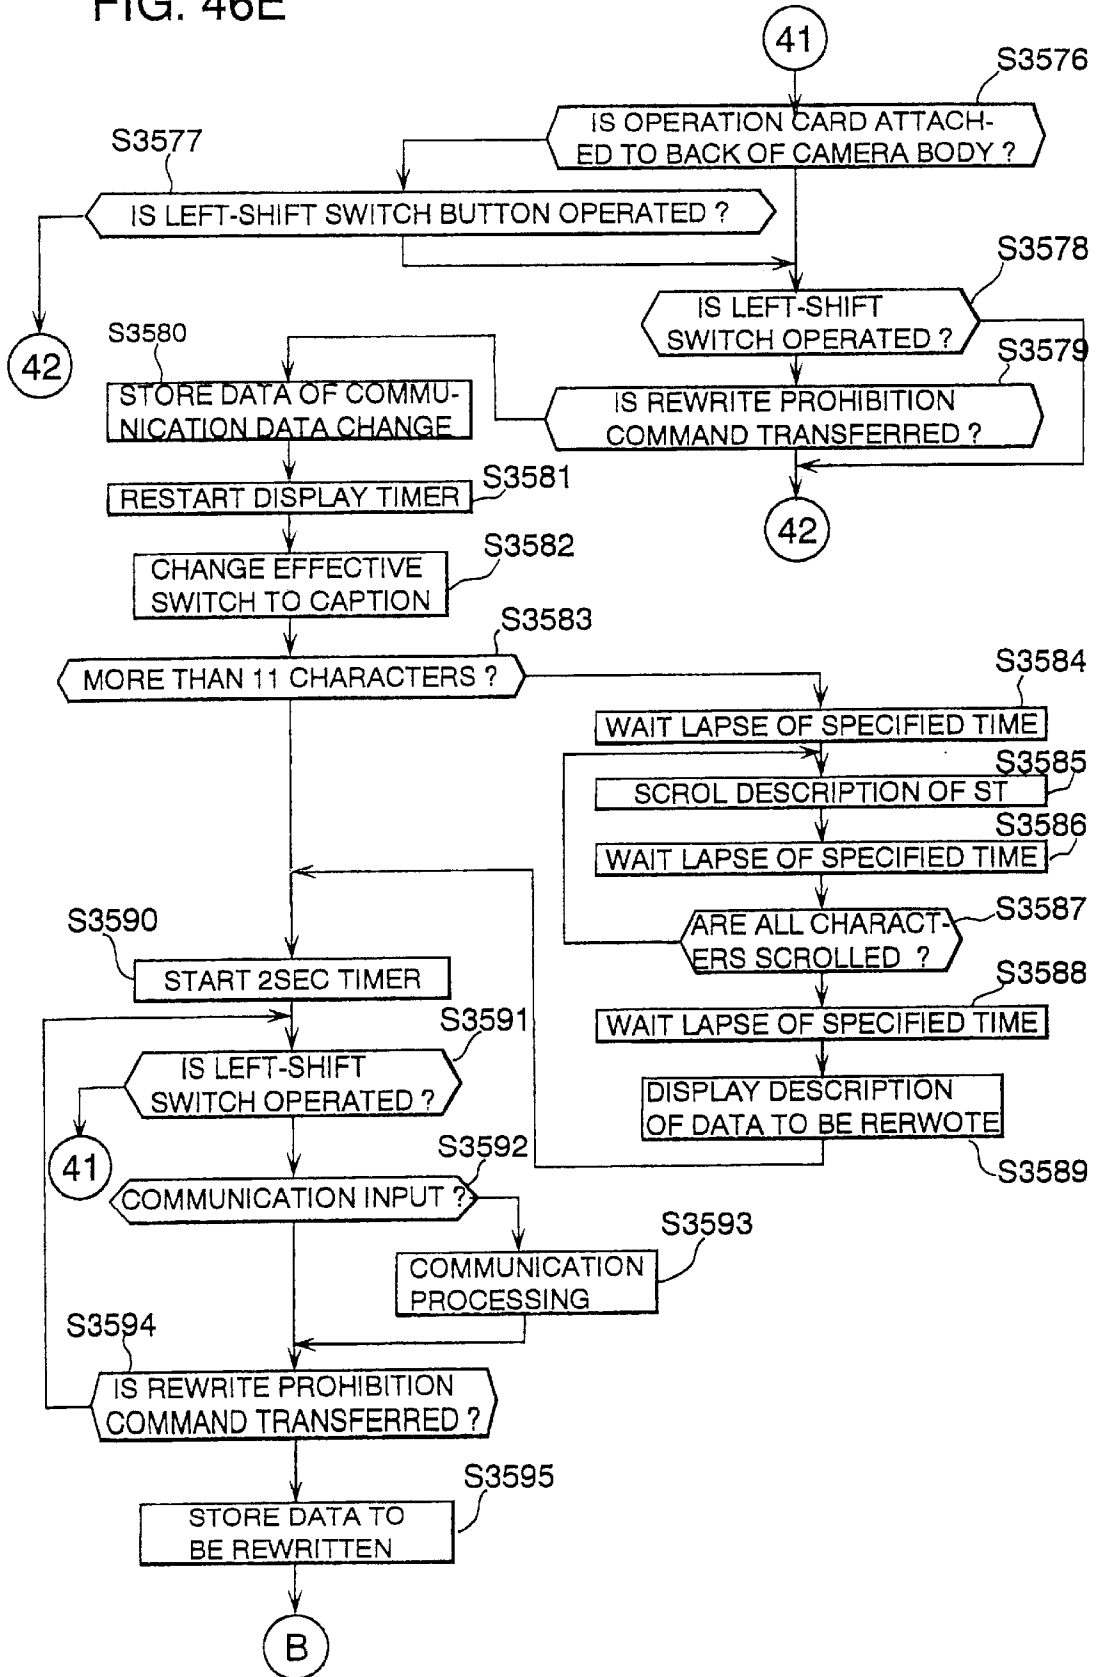 FIG. 46E
41
S3576
IS OPERATION CARD ATTACH-
ED TO BACK OF CAMERA BODY ?
S3577
IS LEFT-SHIFT SWITCH BUTTON OPERATED ?
42
S3578
IS LEFT-SHIFT
SWITCH OPERATED ?
S3579
IS REWRITE PROHIBITION
COMMAND TRANSFERRED ?
42
S3580
STORE DATA OF COMMU-
NICATION DATA CHANGE
S3581
RESTART DISPLAY TIMER
S3582
CHANGE EFFECTIVE
SWITCH TO CAPTION
S3583
MORE THAN 11 CHARACTERS ?
S3584
WAIT LAPSE OF SPECIFIED TIME
S3585
SCROL DESCRIPTION OF ST
S3586
WAIT LAPSE OF SPECIFIED TIME
S3587
ARE ALL CHARACT-
ERS SCROLLED ?
S3588
WAIT LAPSE OF SPECIFIED TIME
DISPLAY DESCRIPTION
OF DATA TO BE RERWOTE
S3589
S3590
START 2SEC TIMER
S3591
IS LEFT-SHIFT
SWITCH OPERATED ?
41
S3592
COMMUNICATION INPUT ?
S3593
COMMUNICATION
PROCESSING
S3594
IS REWRITE PROHIBITION
COMMAND TRANSFERRED ?
S3595
STORE DATA TO
BE REWRITTEN
B